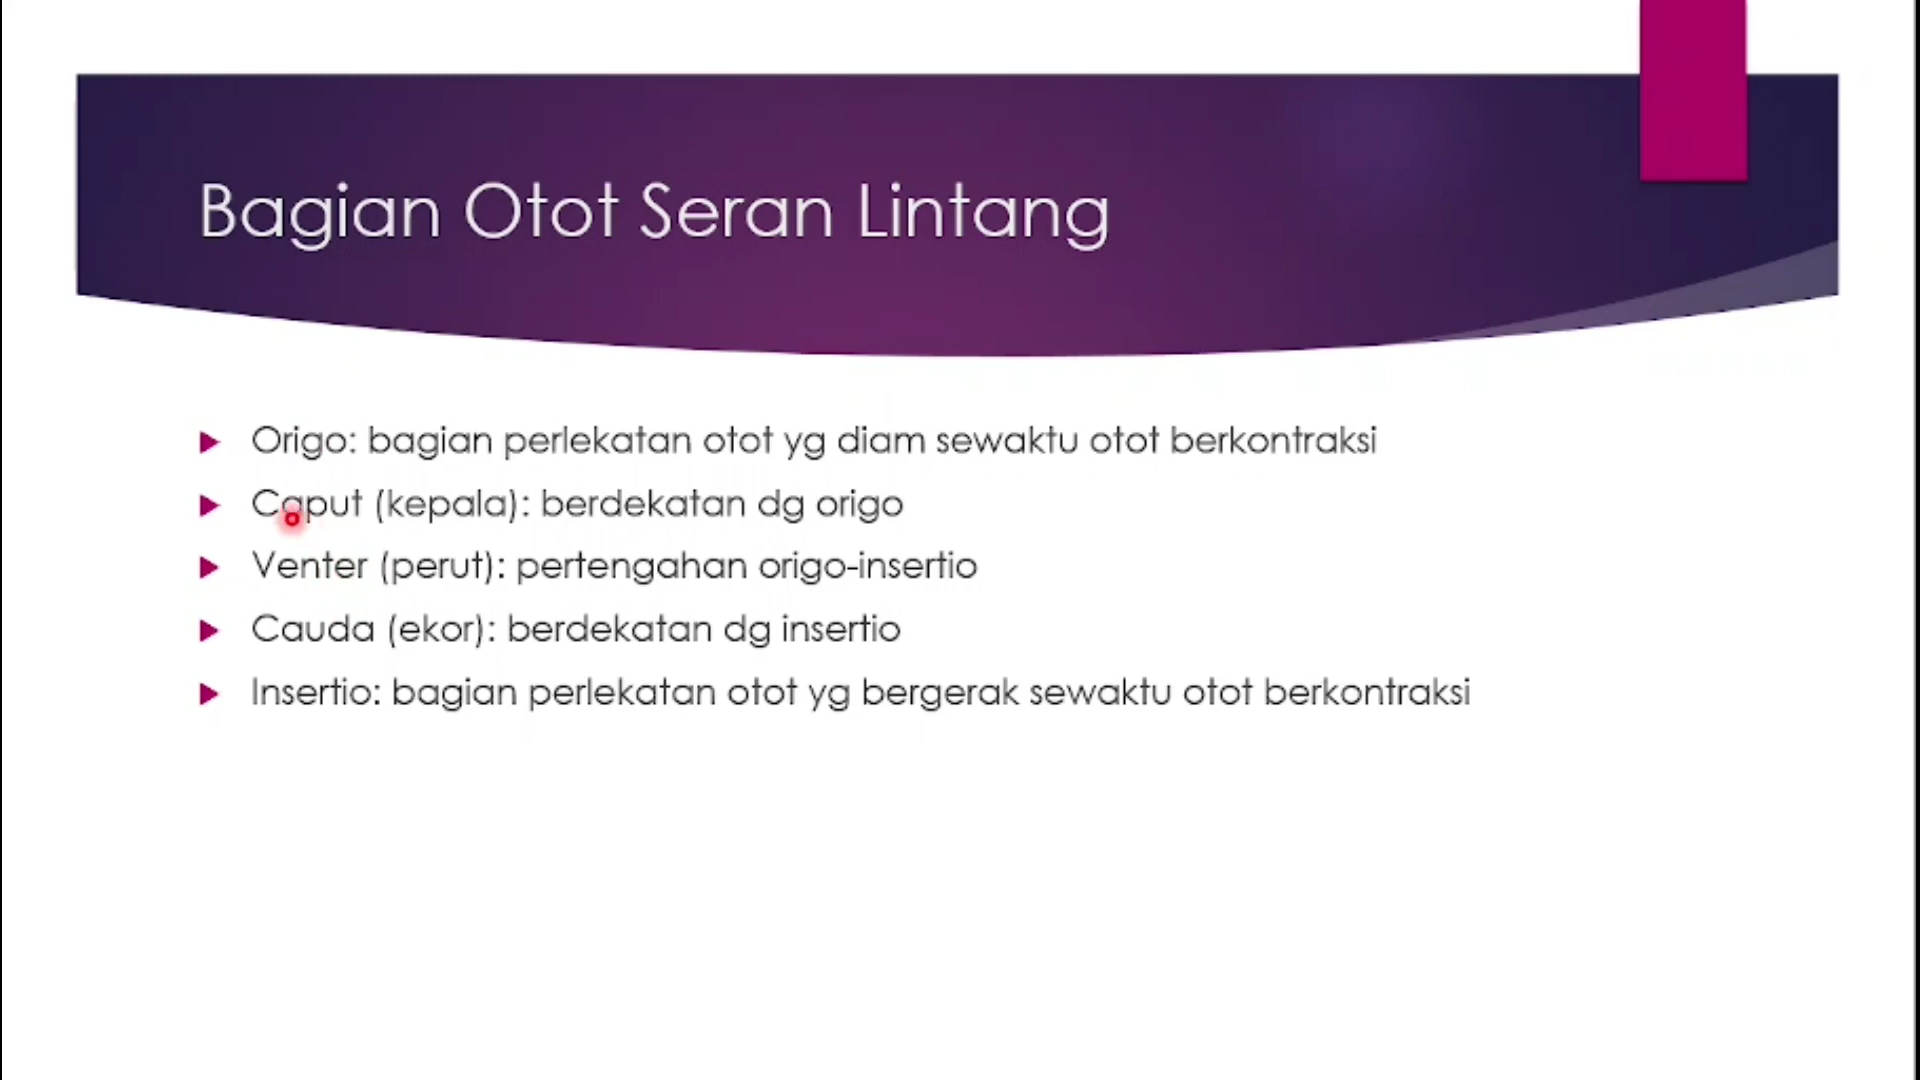 Bagian Otot Seran Lintang
Origo: bagian perlekatan otot yg diam sewaktu otot berkontraksi
Caput (kepala): berdekatan dg origo
Venter (perut): pertengahan origo-insertio
Cauda (ekor): berdekatan dg insertio
Insertio: bagian perlekatan otot yg bergerak sewaktu otot berkontraksi